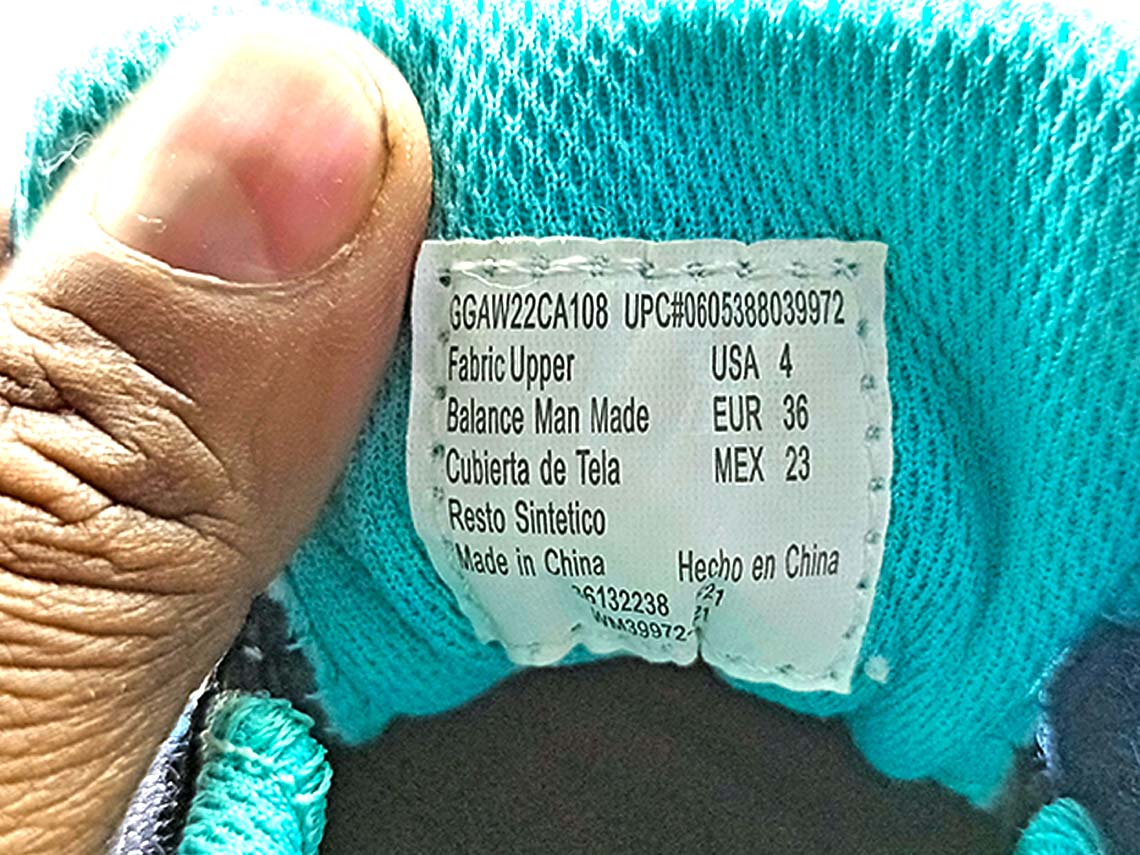 GGAW22CA108 UPC#0605388039972
Fabric Upper USA 4
Balance Man Made EUR 36
Cubierta de Tela MEX 23
Resto Sintetico
Made in China Hecho en China